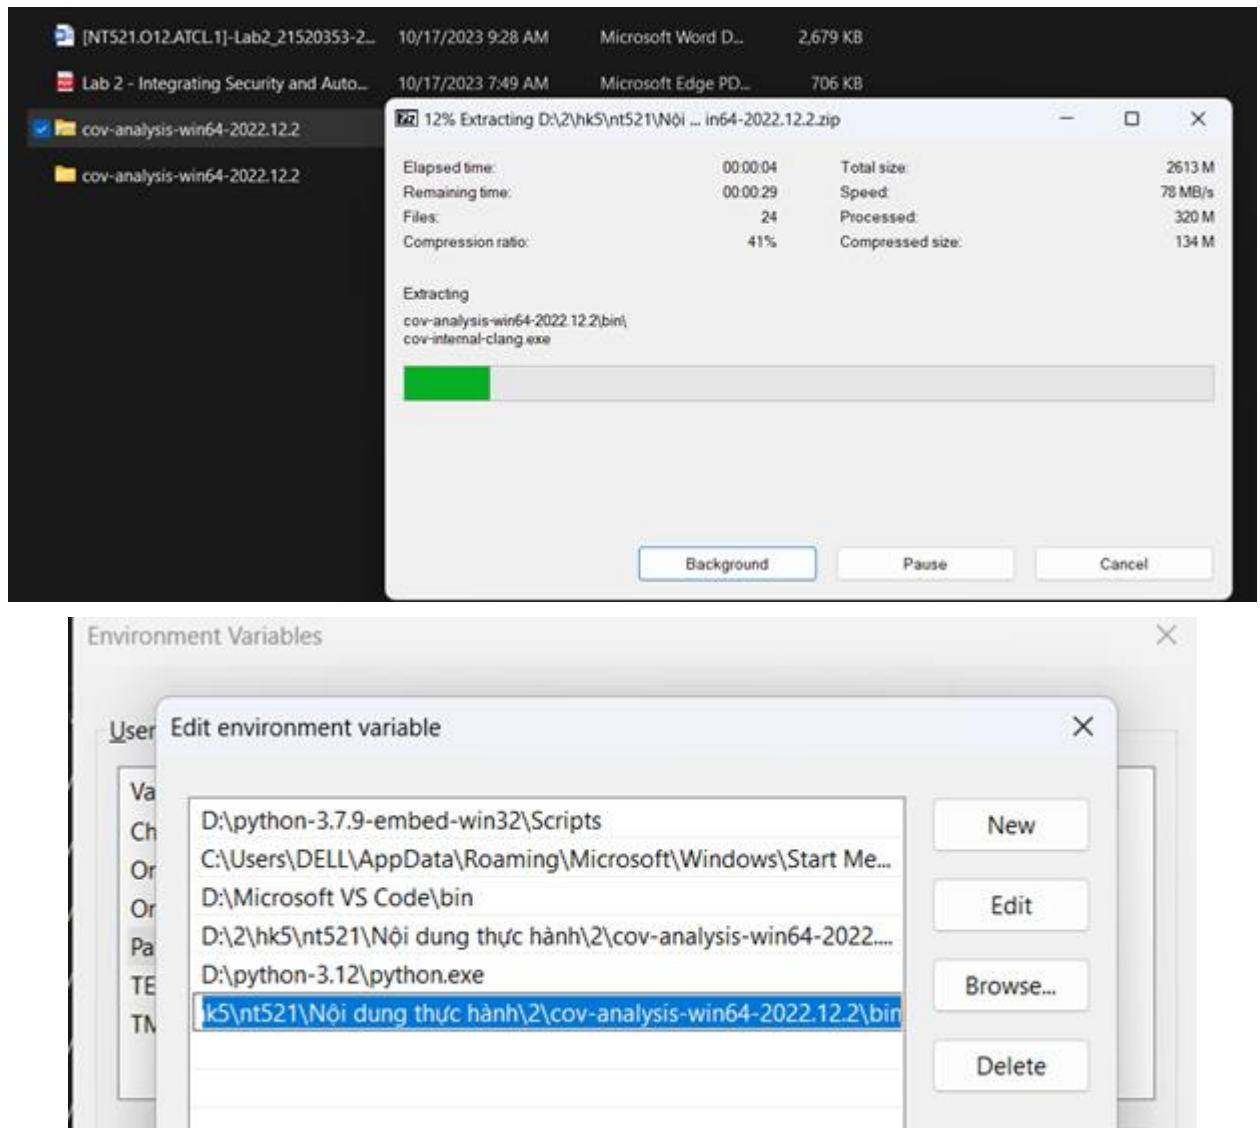 [NT521.O12.ATCL.1]-Lab2_21520353-2... 10/17/2023 9:28 AM Microsoft Word D... 2,679 KB
Lab 2 - Integrating Security and Auto... 10/17/2023 7:49 AM Microsoft Edge PD... 706 KB
cov-analysis-win64-2022.12.2
cov-analysis-win64-2022.12.2
12% Extracting D:\2\hk5\nt521\Nội ... in64-2022.12.2.zip
Elapsed time: 00:00:04 Total size: 2613 M
Remaining time: 00:00:29 Speed: 78 MB/s
Files: 24 Processed: 320 M
Compression ratio: 41% Compressed size: 134 M
Extracting
cov-analysis-win64-2022.12.2\bin\
cov-internal-clang.exe
Background Pause Cancel
Environment Variables
User
Edit environment variable
Va
Ch
Or
Or
Pa
TE
TM
D:\python-3.7.9-embed-win32\Scripts
C:\Users\DELL\AppData\Roaming\Microsoft\Windows\Start Me...
D:\Microsoft VS Code\bin
D:\2\hk5\nt521\Nội dung thực hành\2\cov-analysis-win64-2022....
D:\python-3.12\python.exe
k5\nt521\Nội dung thực hành\2\cov-analysis-win64-2022.12.2\bin
New
Edit
Browse...
Delete